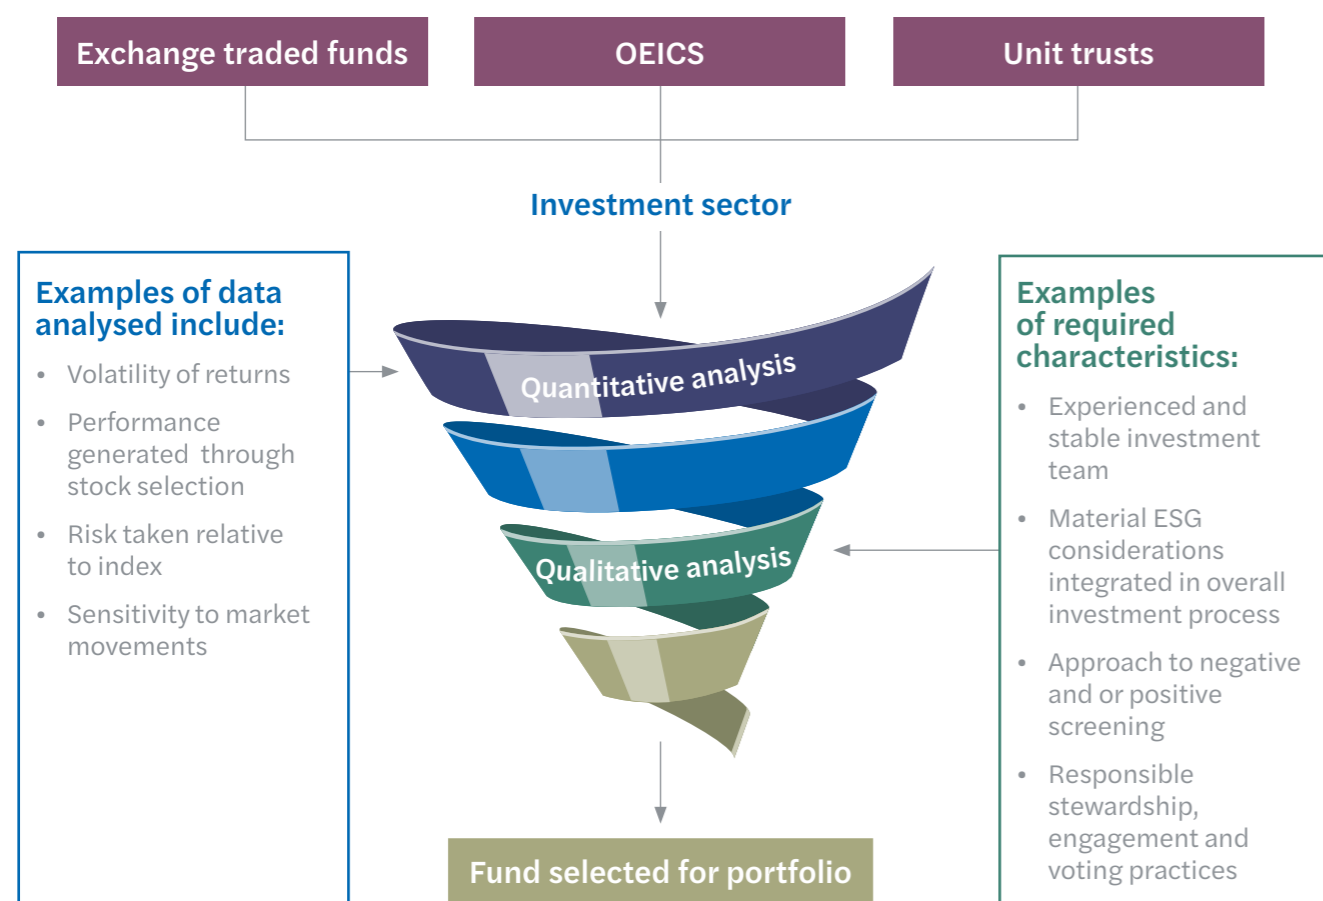 Exchange traded funds
OEICS
Unit trusts
Investment sector
Examples of data
analysed include:
• Volatility of returns
• Performance
generated through
stock selection
• Risk taken relative
to index
• Sensitivity to market
movements
Quantitative analysis
Qualitative analysis
Examples
of required
characteristics:
• Experienced and
stable investment
team
• Material ESG
considerations
integrated in overall
investment process
• Approach to negative
and or positive
screening
• Responsible
stewardship,
engagement and
voting practices
Fund selected for portfolio